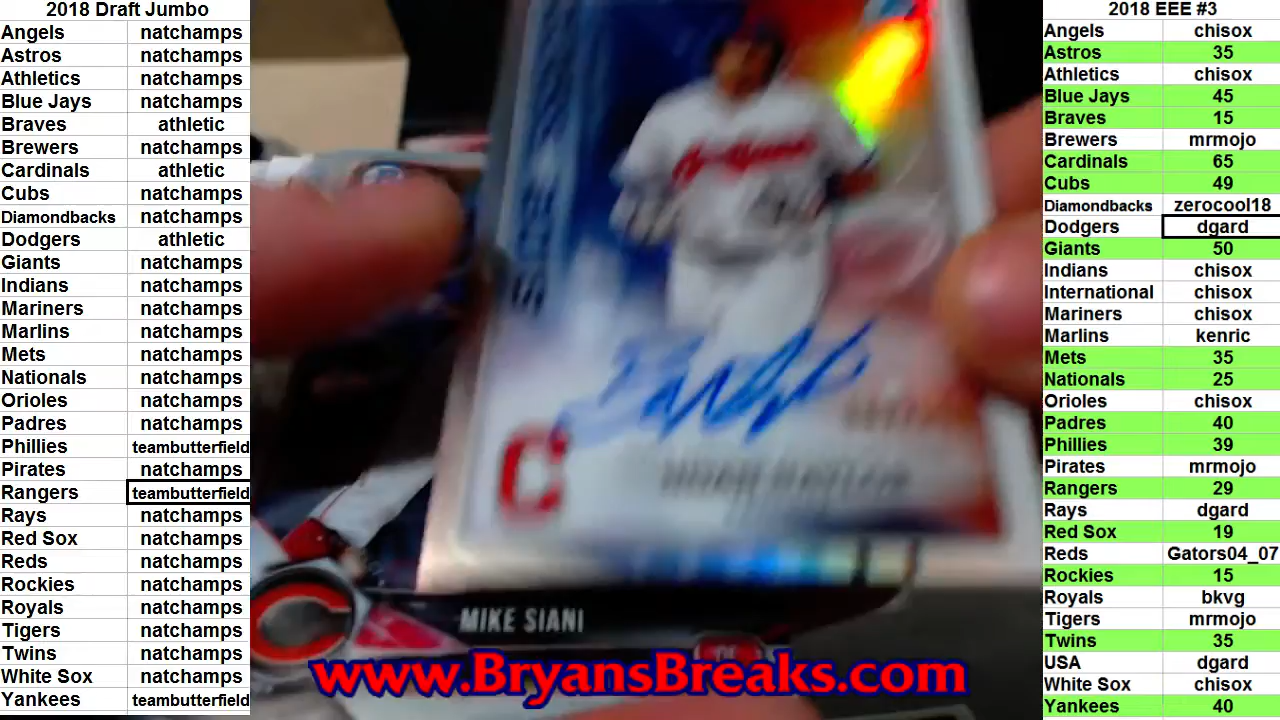 2018 Draft Jumbo
Angels natchamps
Astros natchamps
Athletics natchamps
Blue Jays natchamps
Braves athletic
Brewers natchamps
Cardinals athletic
Cubs natchamps
Diamondbacks natchamps
Dodgers athletic
Giants natchamps
Indians natchamps
Mariners natchamps
Marlins natchamps
Mets natchamps
Nationals natchamps
Orioles natchamps
Padres natchamps
Phillies teambutterfield
Pirates natchamps
Rangers teambutterfield
Rays natchamps
Red Sox natchamps
Reds natchamps
Rockies natchamps
Royals natchamps
Tigers natchamps
Twins natchamps
White Sox natchamps
Yankees teambutterfield
C
MIKE SIANI
www.BryansBreaks.com
2018 EEE #3
Angels chisox
Astros 35
Athletics chisox
Blue Jays 45
Braves 15
Brewers mrmojo
Cardinals 65
Cubs 49
Diamondbacks zerocool18
Dodgers dgard
Giants 50
Indians chisox
International chisox
Mariners chisox
Marlins kenric
Mets 35
Nationals 25
Orioles chisox
Padres 40
Phillies 39
Pirates mrmojo
Rangers 29
Rays dgard
Red Sox 19
Reds Gators04_07
Rockies 15
Royals bkvg
Tigers mrmojo
Twins 35
USA dgard
White Sox chisox
Yankees 40